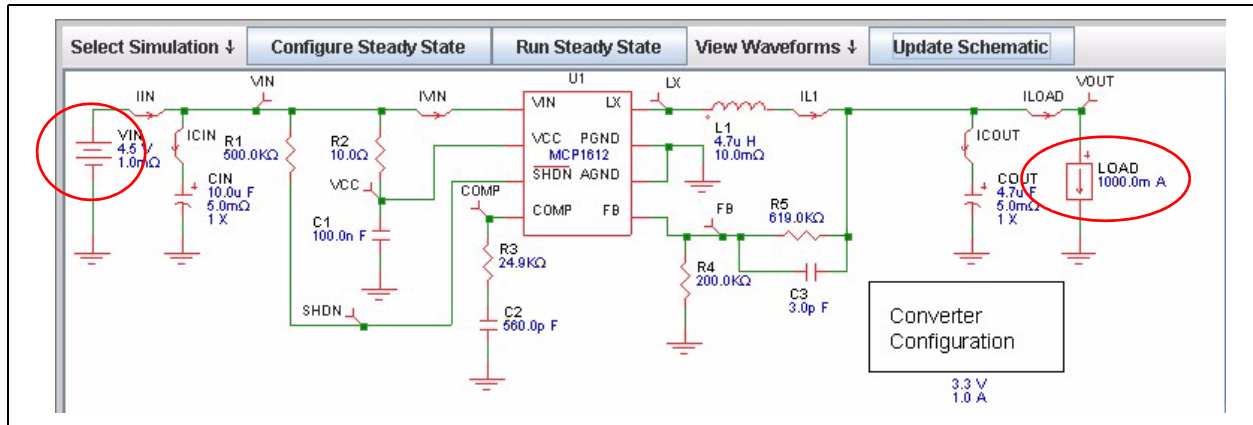 Select Simulation ↓ Configure Steady State Run Steady State View Waveforms ↓ Update Schematic
IIN
VIN
IVIN
U1
LX
IL1
ILOAD
VOUT
VIN
4.5 V
1.0mΩ
ICIN
CIN
10.0u F
5.0mΩ
1 X
R1
500.0KΩ
R2
10.0Ω
VCC
C1
100.0n F
SHDN
COMP
R3
24.9KΩ
C2
560.0p F
VIN LX
VCC PGND
MCP1612
SHDN AGND
COMP FB
L1
4.7u H
10.0mΩ
FB
R5
619.0KΩ
R4
200.0KΩ
C3
3.0p F
ICOUT
COUT
4.7u F
5.0mΩ
1 X
LOAD
1000.0m A
Converter
Configuration
3.3 V
1.0 A